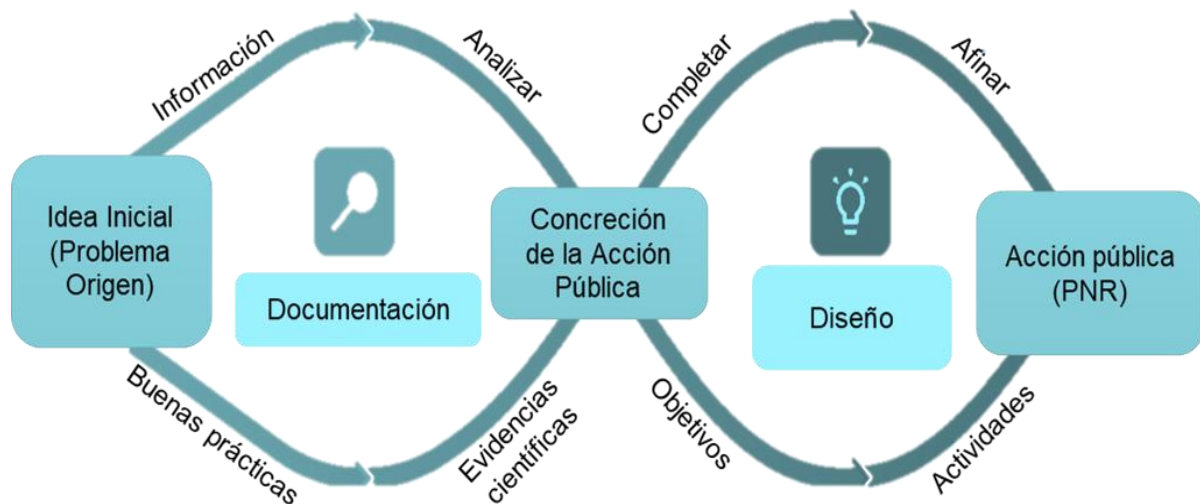 Información
Analizar
Completar
Afinar
Idea Inicial
(Problema
Origen)
Documentación
Concreción
de la Acción
Pública
Diseño
Acción pública
(PNR)
Buenas prácticas
Evidencias
científicas
Objetivos
Actividades